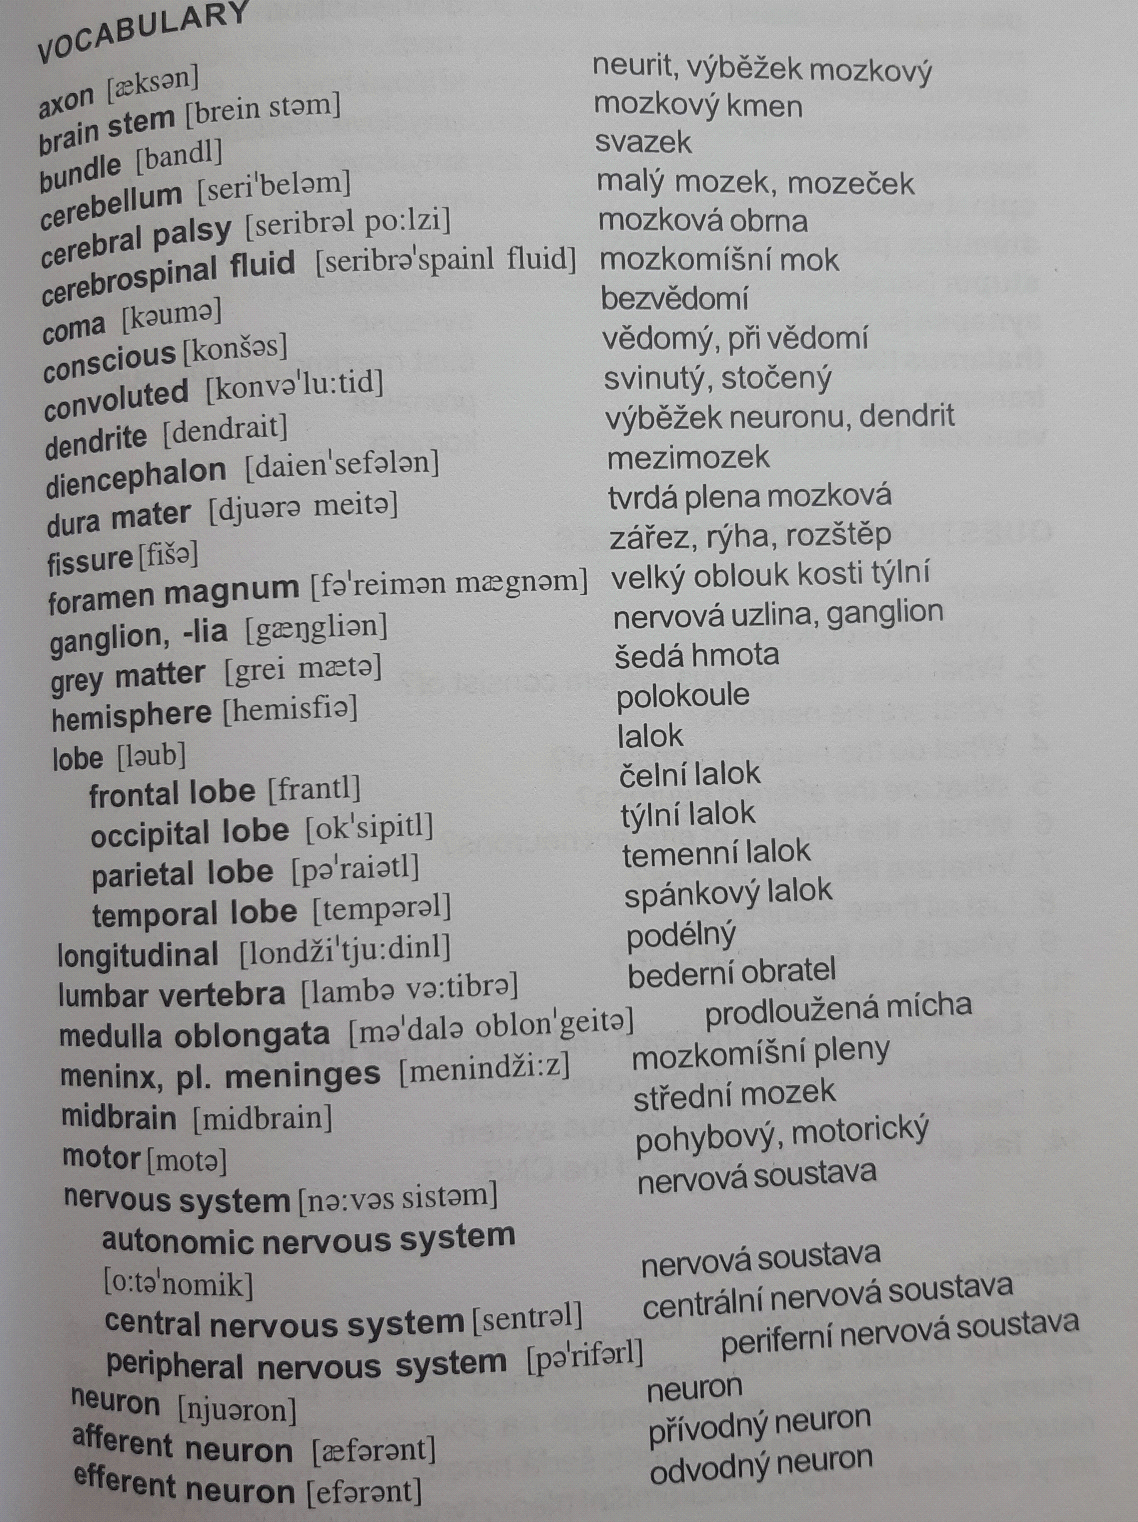 VOCABULARY
axon [æksən] neurit, výběžek mozkový
brain stem [brein stəm] mozkový kmen
bundle [bandl] svazek
cerebellum [seriˈbeləm] malý mozek, mozeček
cerebral palsy [seribrəl po:lzi] mozková obrna
cerebrospinal fluid [seribrəˈspainl fluid] mozkomíšní mok
coma [kəumə] bezvědomí
conscious [konšəs] vědomý, při vědomí
convoluted [konvəˈlu:tid] svinutý, stočený
dendrite [dendrait] výběžek neuronu, dendrit
diencephalon [daienˈsefələn] mezimozek
dura mater [djuərə meitə] tvrdá plena mozková
fissure [fišə] zářez, rýha, rozštěp
foramen magnum [fəˈreimən mægnəm] velký oblouk kosti týlní
ganglion, -lia [gæŋgliən] nervová uzlina, ganglion
grey matter [grei mætə] šedá hmota
hemisphere [hemisfiə] polokoule
lobe [ləub] lalok
frontal lobe [frantl] čelní lalok
occipital lobe [okˈsipitl] týlní lalok
parietal lobe [pəˈraiətl] temenní lalok
temporal lobe [tempərəl] spánkový lalok
longitudinal [londžiˈtju:dinl] podélný
lumbar vertebra [lambə və:tibrə] bederní obratel
medulla oblongata [məˈdalə oblonˈgeitə] prodloužená mícha
meninx, pl. meninges [menindži:z] mozkomíšní pleny
midbrain [midbrain] střední mozek
motor [motə] pohybový, motorický
nervous system [nə:vəs sistəm] nervová soustava
autonomic nervous system
[o:təˈnomik] nervová soustava
central nervous system [sentrəl] centrální nervová soustava
peripheral nervous system [pəˈrifərl] periferní nervová soustava
neuron [njuəron] neuron
afferent neuron [æfərənt] přívodný neuron
efferent neuron [efərənt] odvodný neuron